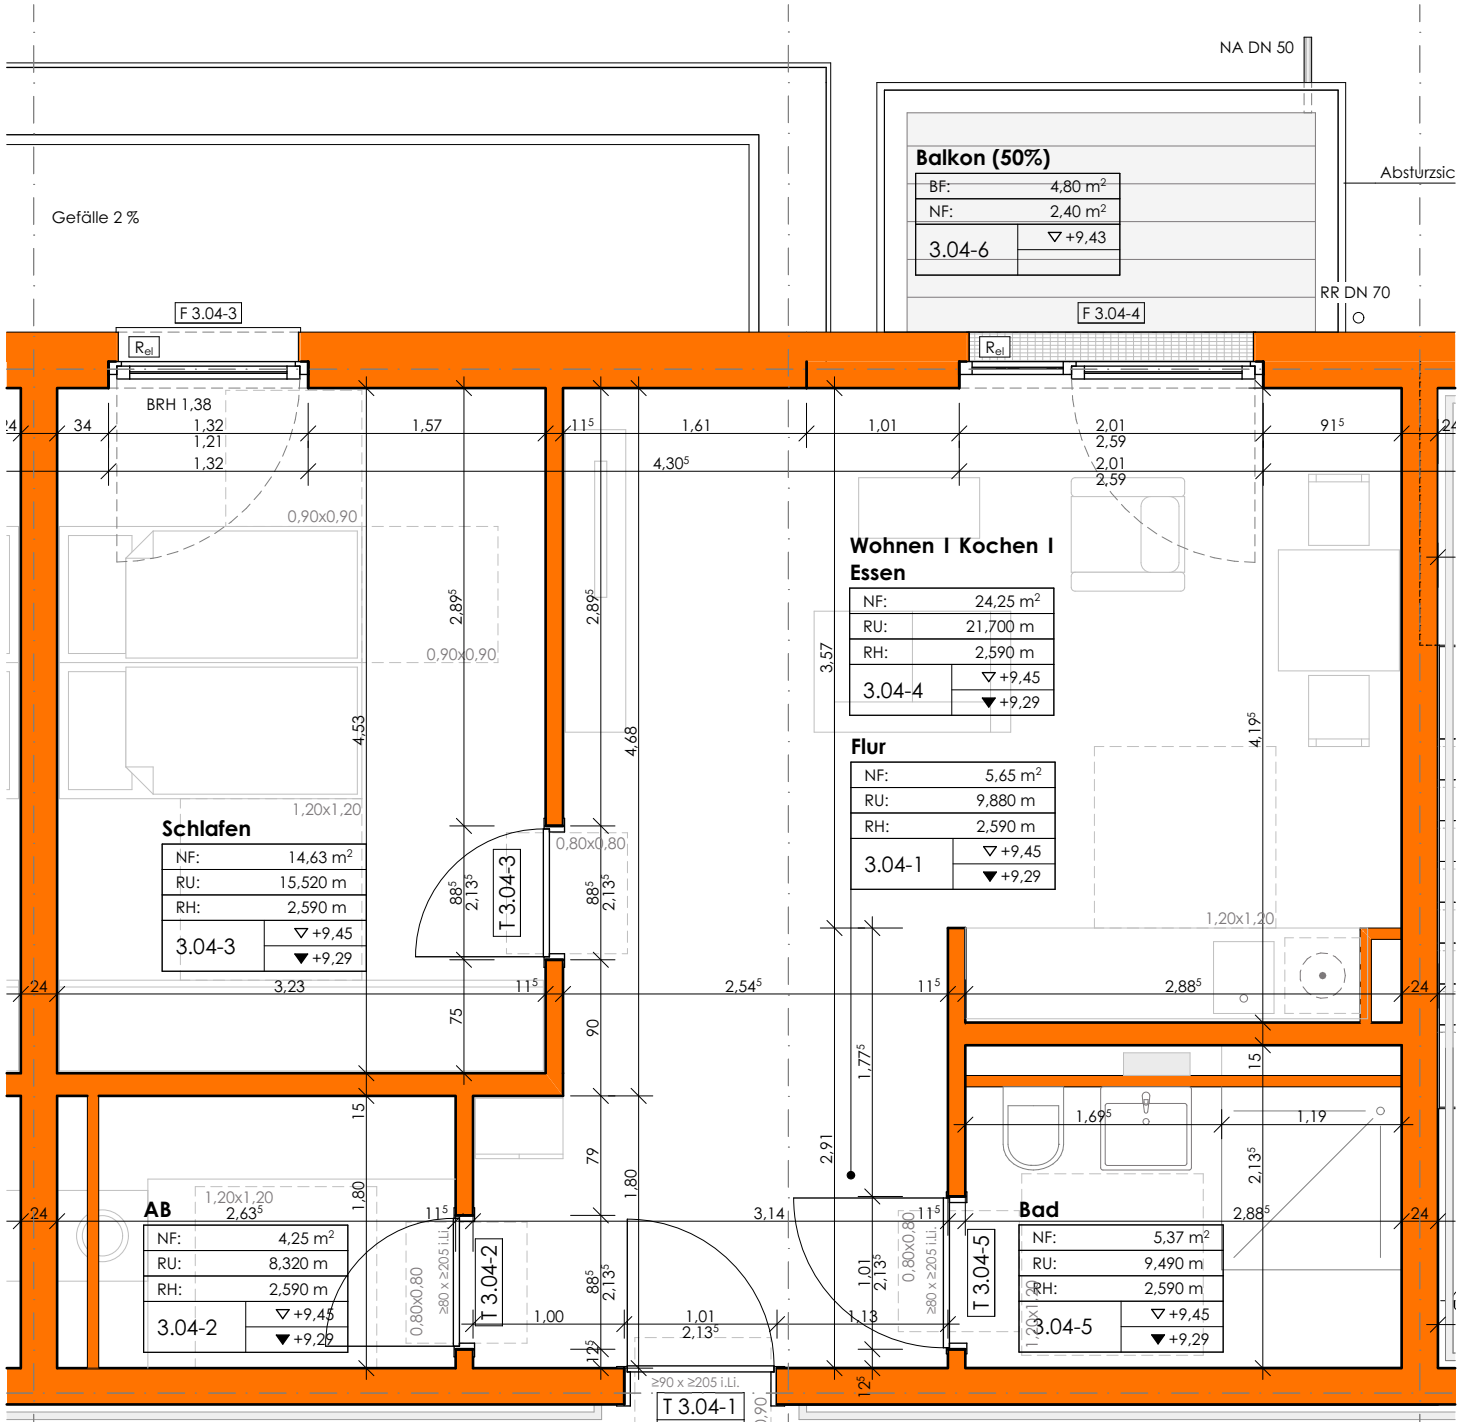 NA DN 50
Balkon (50%)
BF: 4,80 m²
NF: 2,40 m²
3.04-6
▽ +9,43
Absturzsic
Gefälle 2 %
RR DN 70
F 3.04-3
F 3.04-4
Rel
Rel
BRH 1,38
24
34
1,32
1,21
1,57
11⁵
1,61
1,01
2,01
2,59
91⁵
24
1,32
4,30⁵
2,01
2,59
0,90x0,90
Wohnen I Kochen I
Essen
NF: 24,25 m²
RU: 21,700 m
RH: 2,590 m
3.04-4
▽ +9,45
▼ +9,29
2,89⁵
2,89⁵
3,57
0,90x0,90
4,53
4,68
4,19⁵
Flur
NF: 5,65 m²
RU: 9,880 m
RH: 2,590 m
3.04-1
▽ +9,45
▼ +9,29
1,20x1,20
Schlafen
NF: 14,63 m²
RU: 15,520 m
RH: 2,590 m
3.04-3
▽ +9,45
▼ +9,29
0,80x0,80
88⁵
2,13⁵
T 3.04-3
88⁵
2,13⁵
1,20x1,20
24
3,23
11⁵
2,54⁵
11⁵
2,88⁵
24
75
90
1,77⁵
15
15
1,69⁵
1,19
79
2,91
2,13⁵
1,80
1,80
1,20x1,20
24
2,63⁵
11⁵
3,14
11⁵
2,88⁵
24
AB
NF: 4,25 m²
RU: 8,320 m
RH: 2,590 m
3.04-2
▽ +9,45
▼ +9,29
0,80x0,80
≥80 x ≥205 i.Li.
T 3.04-2
88⁵
2,13⁵
1,01
2,13⁵
0,80x0,80
≥80 x ≥205 i.Li.
T 3.04-5
Bad
NF: 5,37 m²
RU: 9,490 m
RH: 2,590 m
3.04-5
▽ +9,45
▼ +9,29
1,20x1,20
1,00
1,01
2,13⁵
1,13
12⁵
12⁵
≥90 x ≥205 i.Li.
T 3.04-1